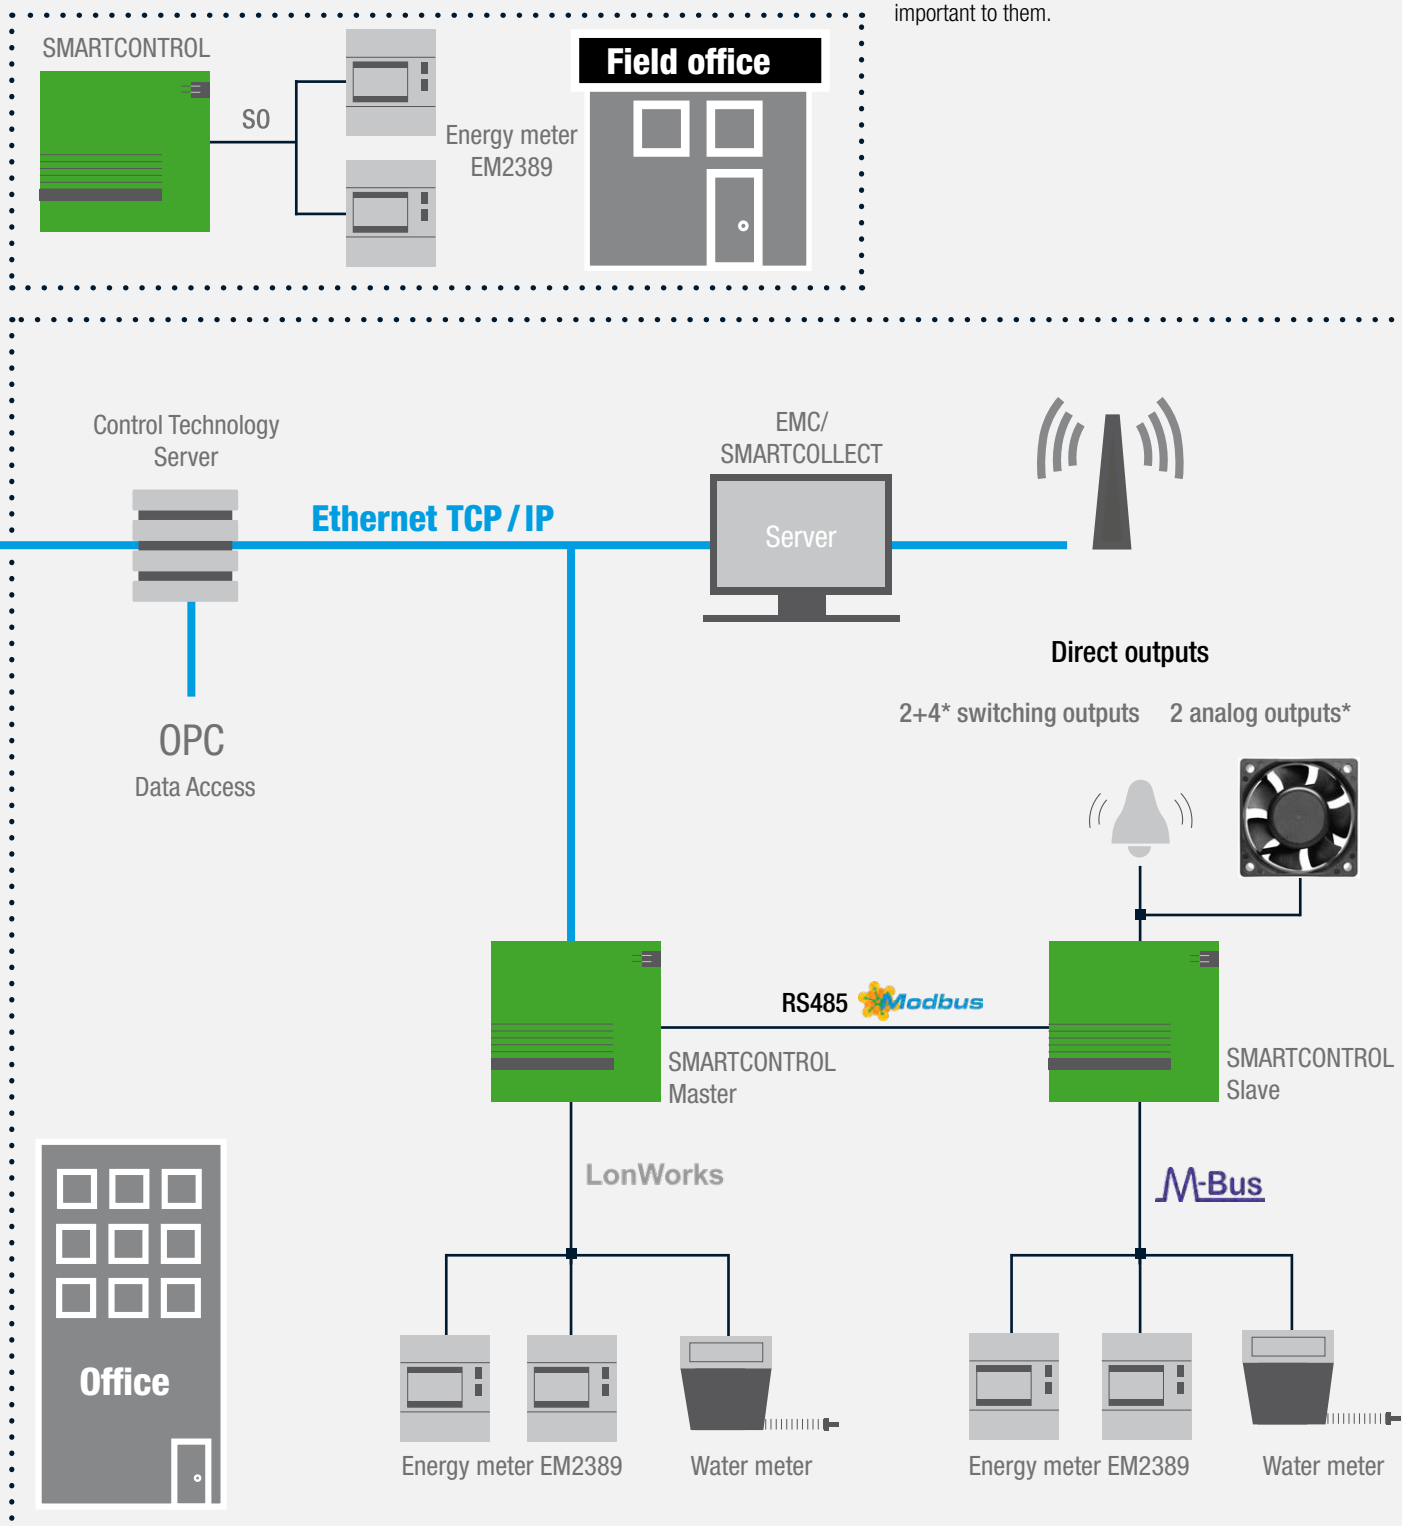 important to them.
SMARTCONTROL
S0
Energy meter
EM2389
Field office
Control Technology
Server
Ethernet TCP / IP
EMC/
SMARTCOLLECT
Server
OPC
Data Access
Direct outputs
2+4* switching outputs
2 analog outputs*
RS485
Modbus
SMARTCONTROL
Master
SMARTCONTROL
Slave
LonWorks
M-Bus
Office
Energy meter EM2389
Water meter
Energy meter EM2389
Water meter